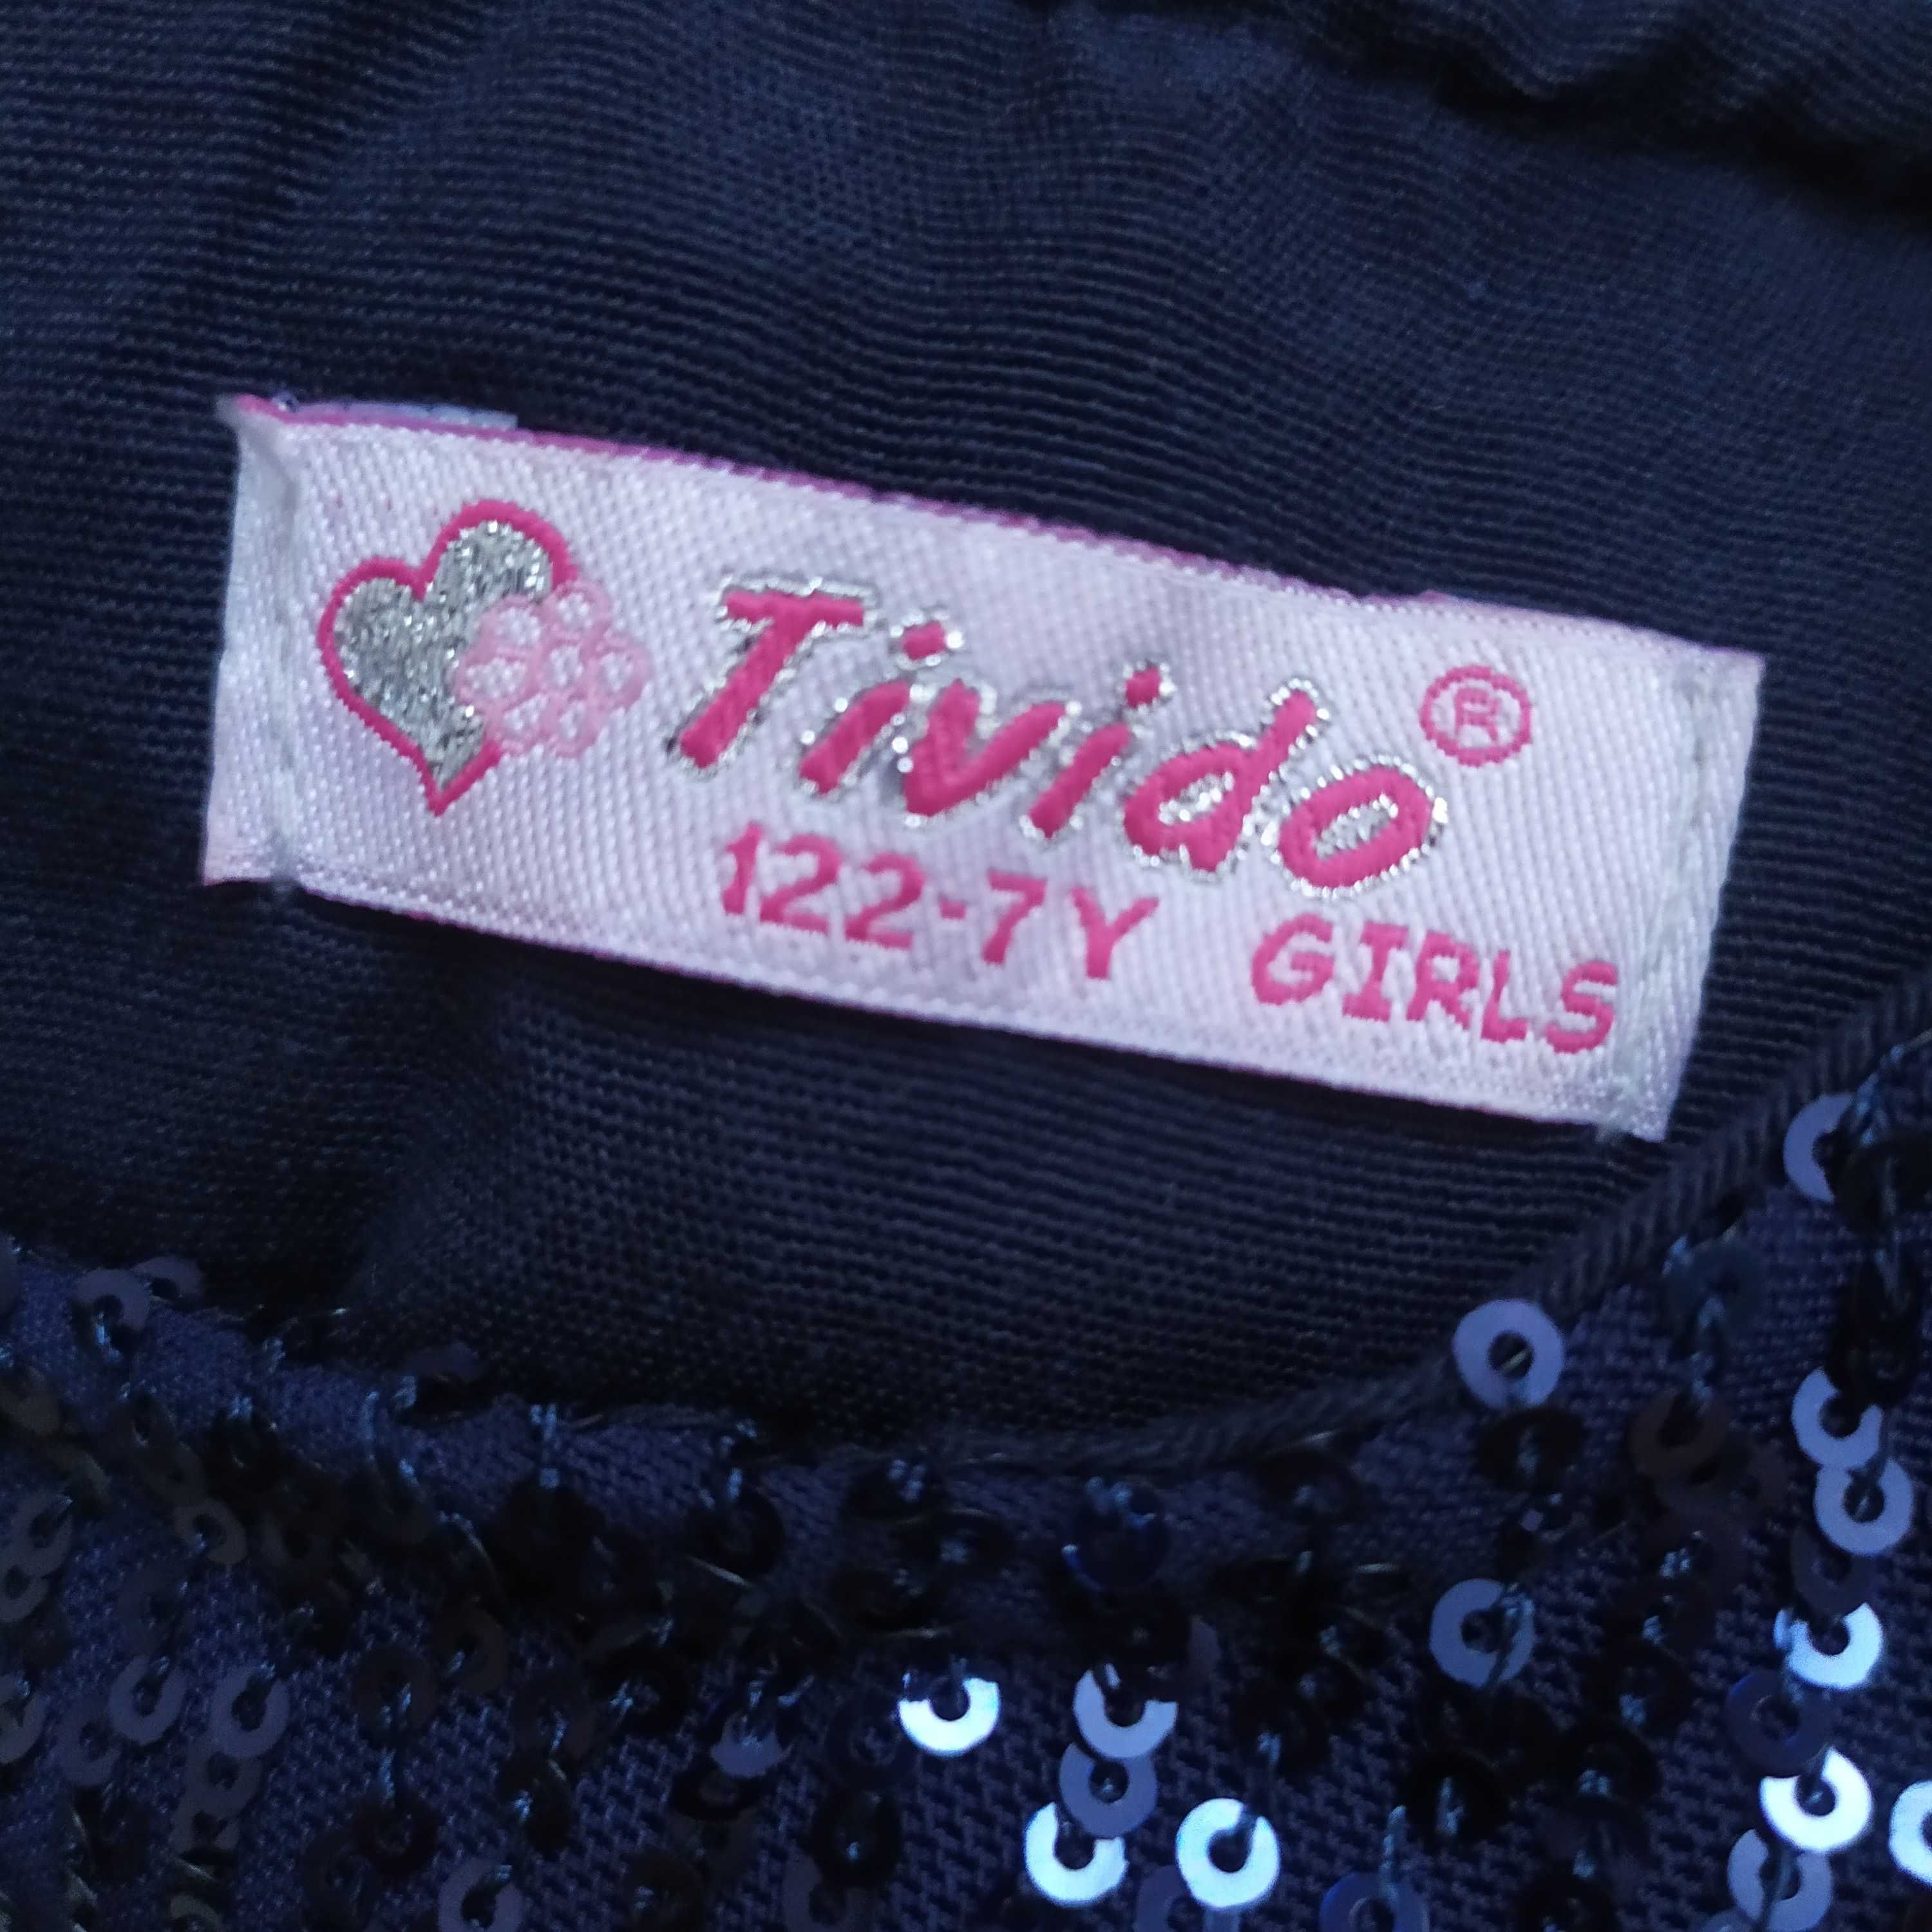 Tivido ®
122-7Y GIRLS